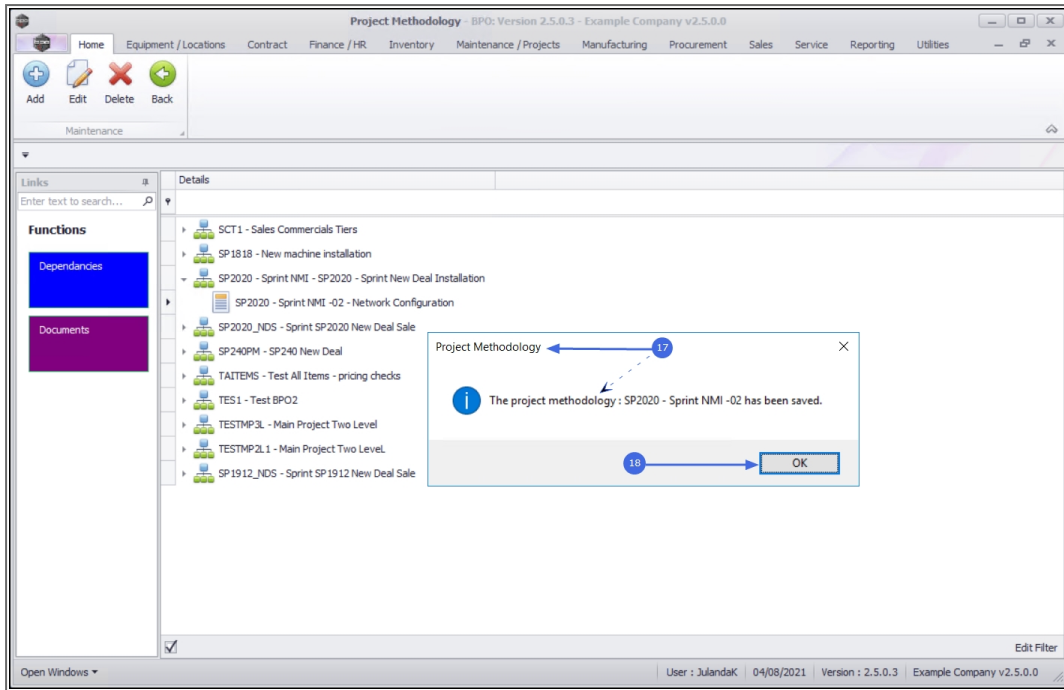 Project Methodology - BPO: Version 2.5.0.3 - Example Company v2.5.0.0
Home Equipment / Locations Contract Finance / HR Inventory Maintenance / Projects Manufacturing Procurement Sales Service Reporting Utilities
Add Edit Delete Back
Maintenance
Links
Enter text to search...
Functions
Dependancies
Documents
Details
SCT1 - Sales Commercials Tiers
SP1818 - New machine installation
SP2020 - Sprint NMI - SP2020 - Sprint New Deal Installation
SP2020 - Sprint NMI -02 - Network Configuration
SP2020_NDS - Sprint SP2020 New Deal Sale
SP240PM - SP240 New Deal
TAITEMS - Test All Items - pricing checks
TES1 - Test BPO2
TESTMP3L - Main Project Two Level
TESTMP2L1 - Main Project Two LeveL
SP1912_NDS - Sprint SP1912 New Deal Sale
Project Methodology 17
The project methodology : SP2020 - Sprint NMI -02 has been saved.
18 OK
Edit Filter
Open Windows User : JulandaK 04/08/2021 Version : 2.5.0.3 Example Company v2.5.0.0